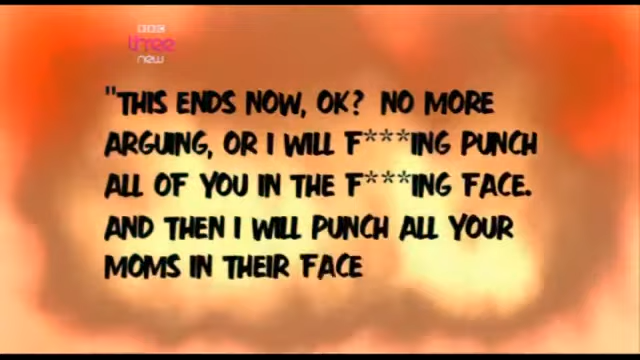 BBC
three
new
"THIS ENDS NOW, OK? NO MORE
ARGUING, OR I WILL F***ING PUNCH
ALL OF YOU IN THE F***ING FACE.
AND THEN I WILL PUNCH ALL YOUR
MOMS IN THEIR FACE